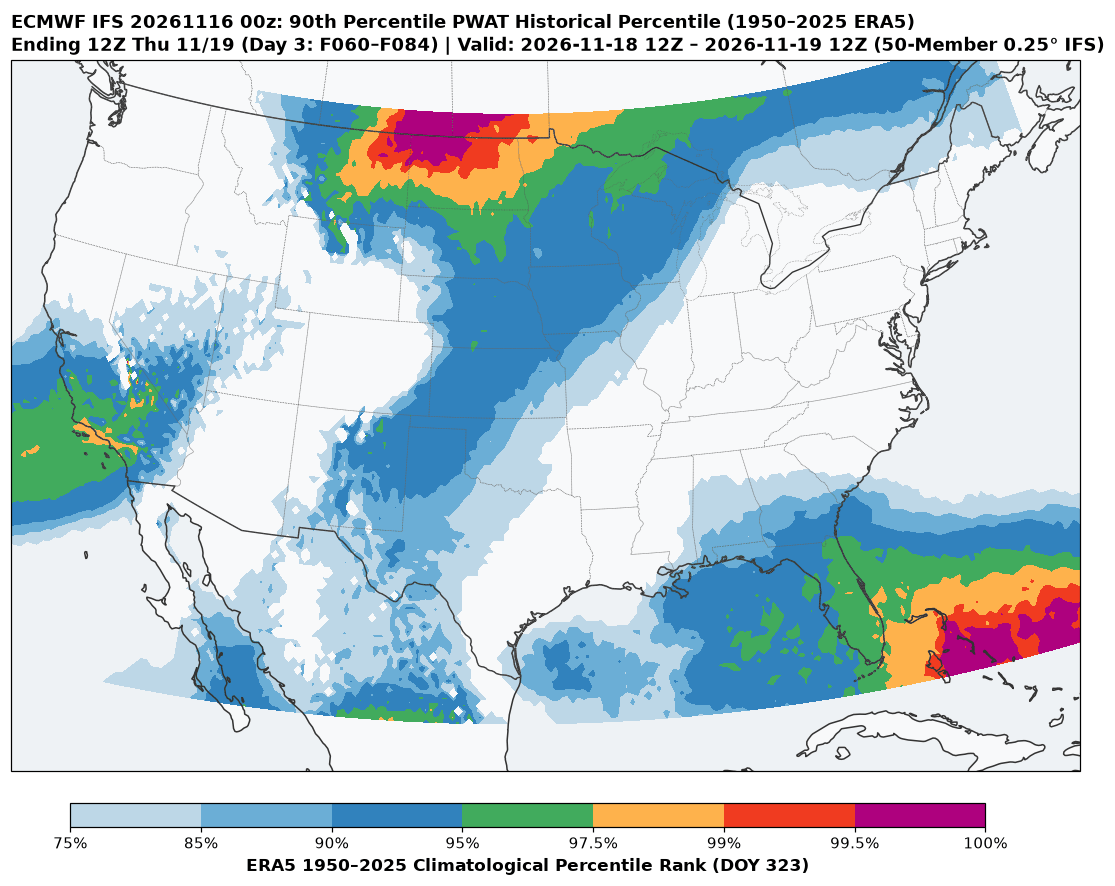 ECMWF IFS 20261116 00z: 90th Percentile PWAT Historical Percentile (1950–2025 ERA5)
Ending 12Z Thu 11/19 (Day 3: F060–F084) | Valid: 2026-11-18 12Z – 2026-11-19 12Z (50-Member 0.25° IFS)
75% 85% 90% 95% 97.5% 99% 99.5% 100%
ERA5 1950–2025 Climatological Percentile Rank (DOY 323)